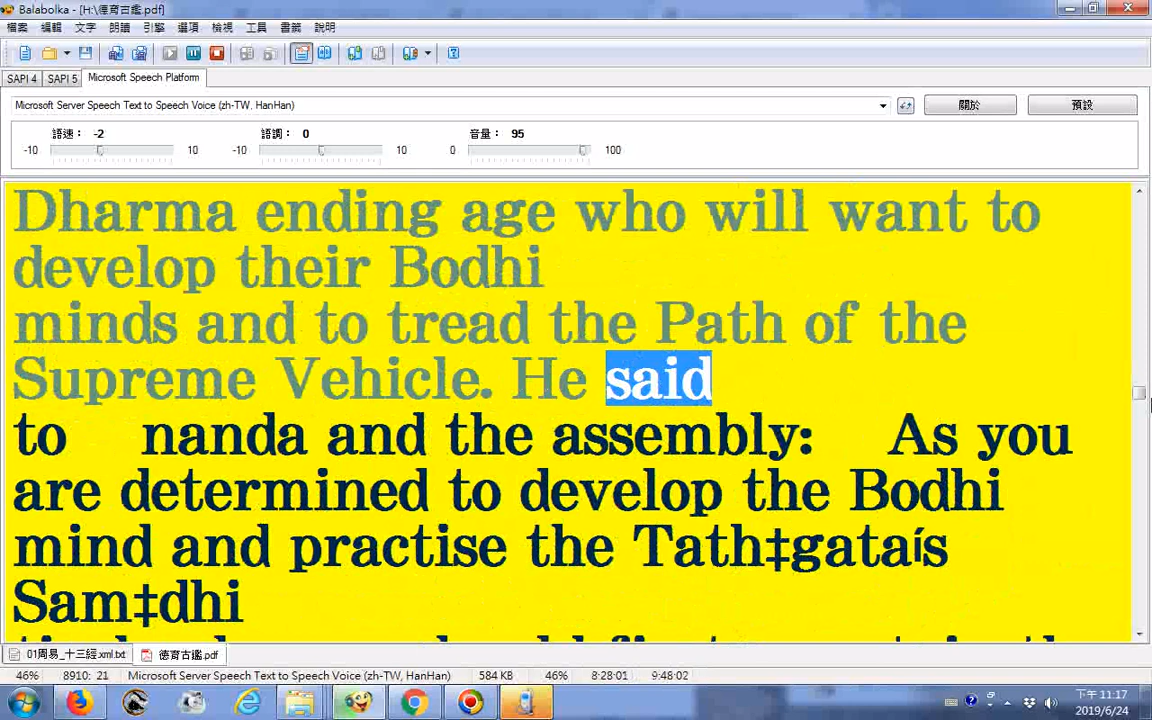 Balabolka - [H:\德育古鑑.pdf]
檔案 編輯 文字 朗讀 引擎 選項 檢視 工具 書籤 說明
SAPI 4 SAPI 5 Microsoft Speech Platform
Microsoft Server Speech Text to Speech Voice (zh-TW, HanHan)
關於 預設
語速： -2 語調： 0 音量： 95
-10 10 -10 10 0 100
Dharma ending age who will want to
develop their Bodhi
minds and to tread the Path of the
Supreme Vehicle. He said
to nanda and the assembly: As you
are determined to develop the Bodhi
mind and practise the Tath‡gataís
Sam‡dhi
01周易_十三經.xml.txt 德育古鑑.pdf
46% 8910: 21 Microsoft Server Speech Text to Speech Voice (zh-TW, HanHan) 584 KB 46% 8:28:01 9:48:02
下午 11:17
2019/6/24